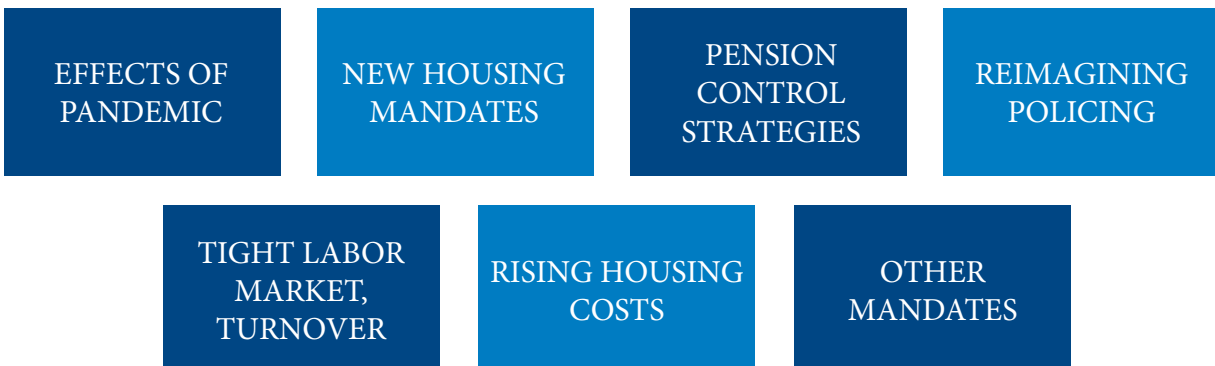 EFFECTS OF
PANDEMIC
NEW HOUSING
MANDATES
PENSION
CONTROL
STRATEGIES
REIMAGINING
POLICING
TIGHT LABOR
MARKET,
TURNOVER
RISING HOUSING
COSTS
OTHER
MANDATES